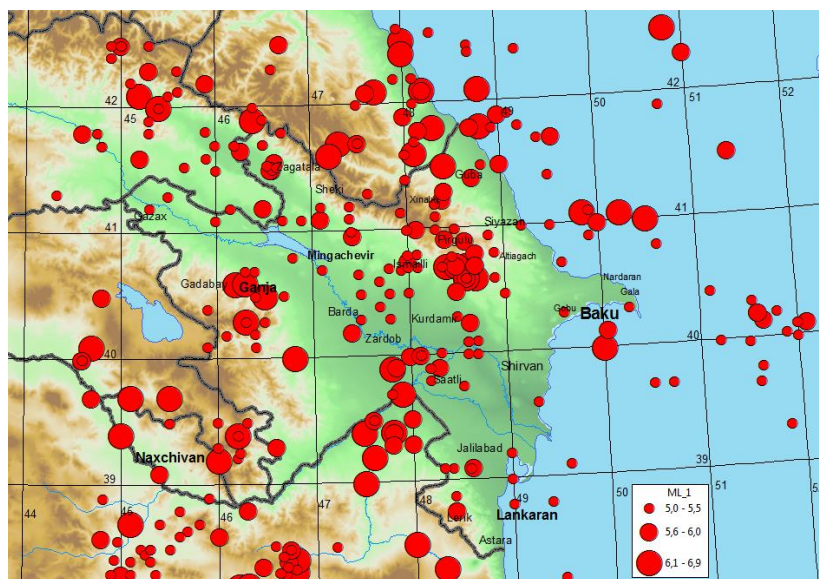 42
45
46
47
48
49
50
42
51
52
Zagatala
Sheki
Xinaliq
Guba
Qazax
41
Mingachevir
Pirgulu
Siyazan
41
Ismailli
Altiagach
Gadabay
Ganja
Nardaran
Gala
Barda
Kurdamir
Gobu
Baku
Zardob
40
40
Saatli
Shirvan
Naxchivan
Jalilabad
39
39
44
45
46
47
48
49
50
51
Lerik
Lankaran
Astara
ML_1
5,0 - 5,5
5,6 - 6,0
6,1 - 6,9